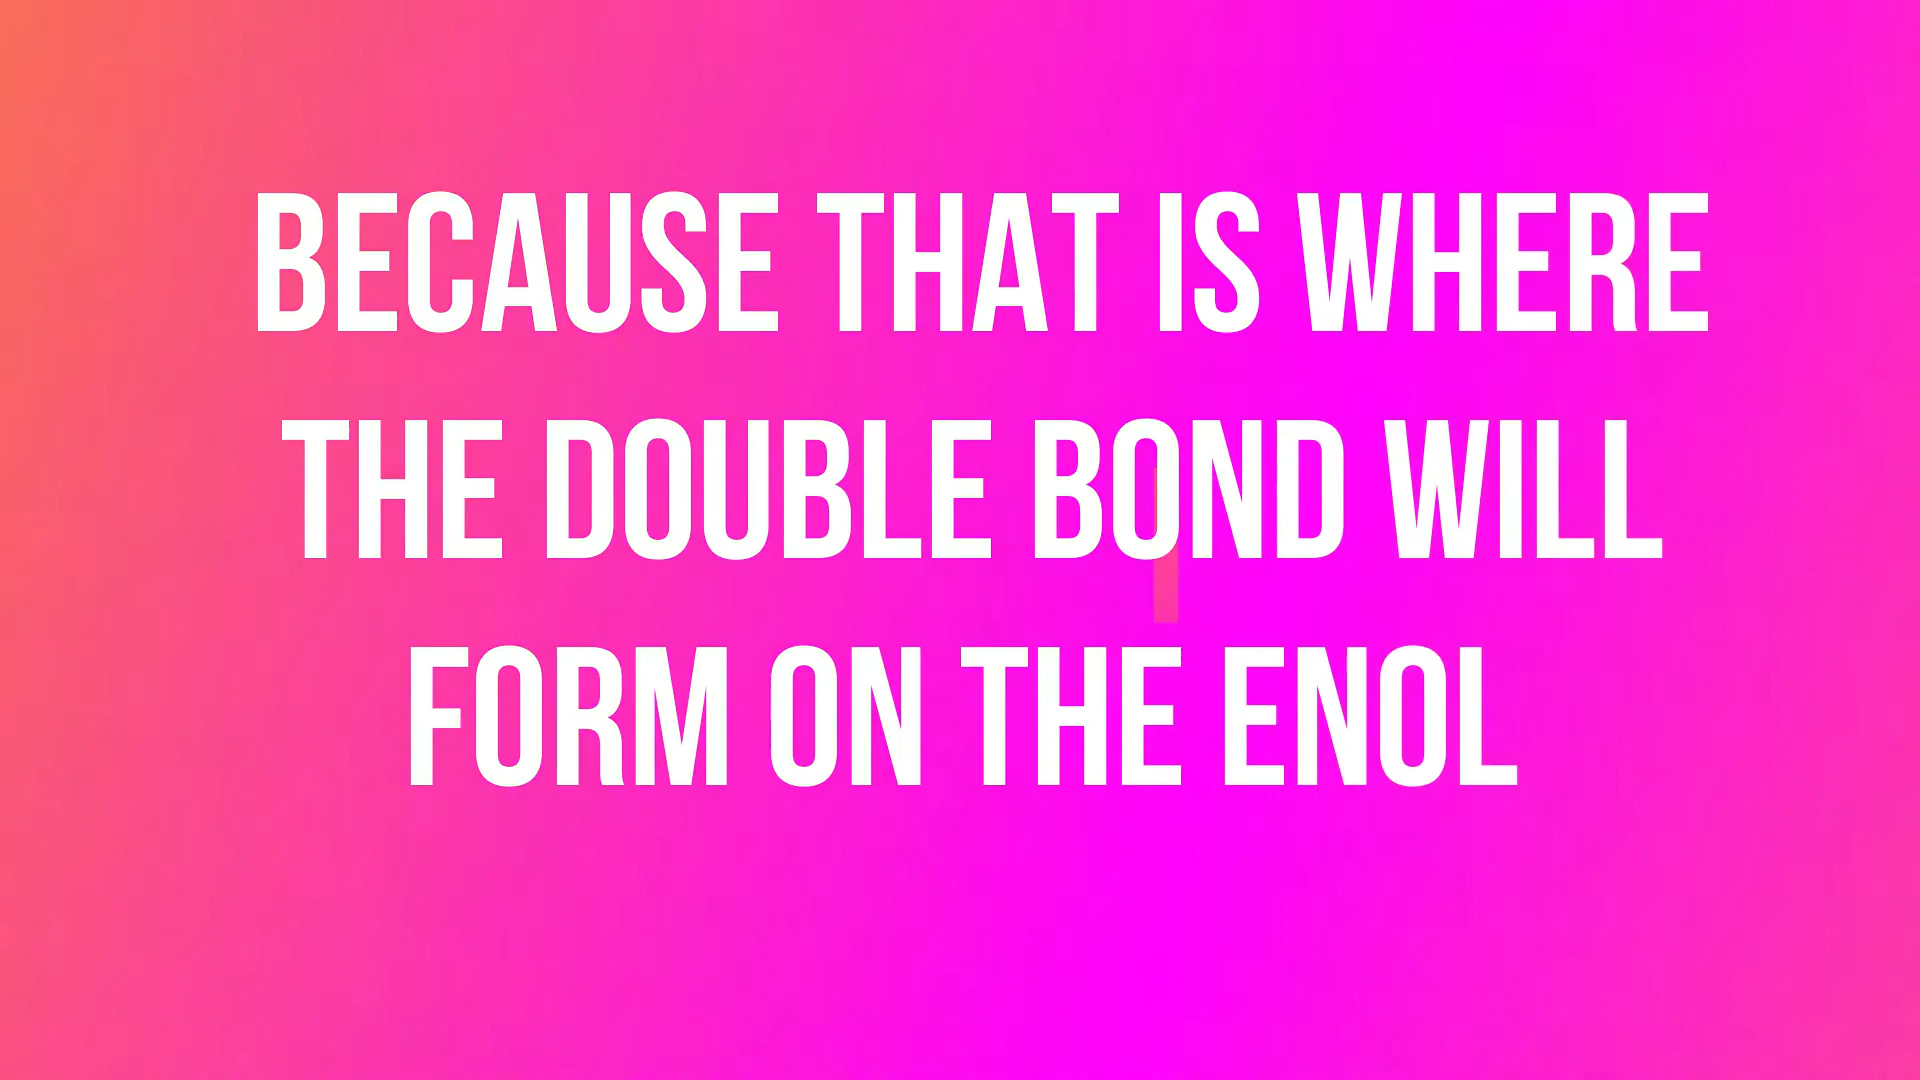 BECAUSE THAT IS WHERE
THE DOUBLE BOND WILL
FORM ON THE ENOL